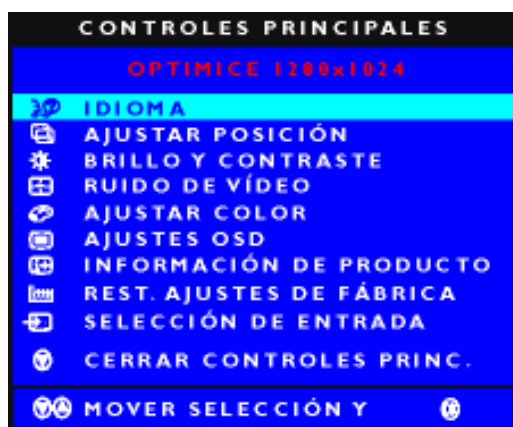 CONTROLES PRINCIPALES
OPTIMICE 1280x1024
IDIOMA
AJUSTAR POSICIÓN
BRILLO Y CONTRASTE
RUIDO DE VÍDEO
AJUSTAR COLOR
AJUSTES OSD
INFORMACIÓN DE PRODUCTO
REST. AJUSTES DE FÁBRICA
SELECCIÓN DE ENTRADA
CERRAR CONTROLES PRINC.
MOVER SELECCIÓN Y